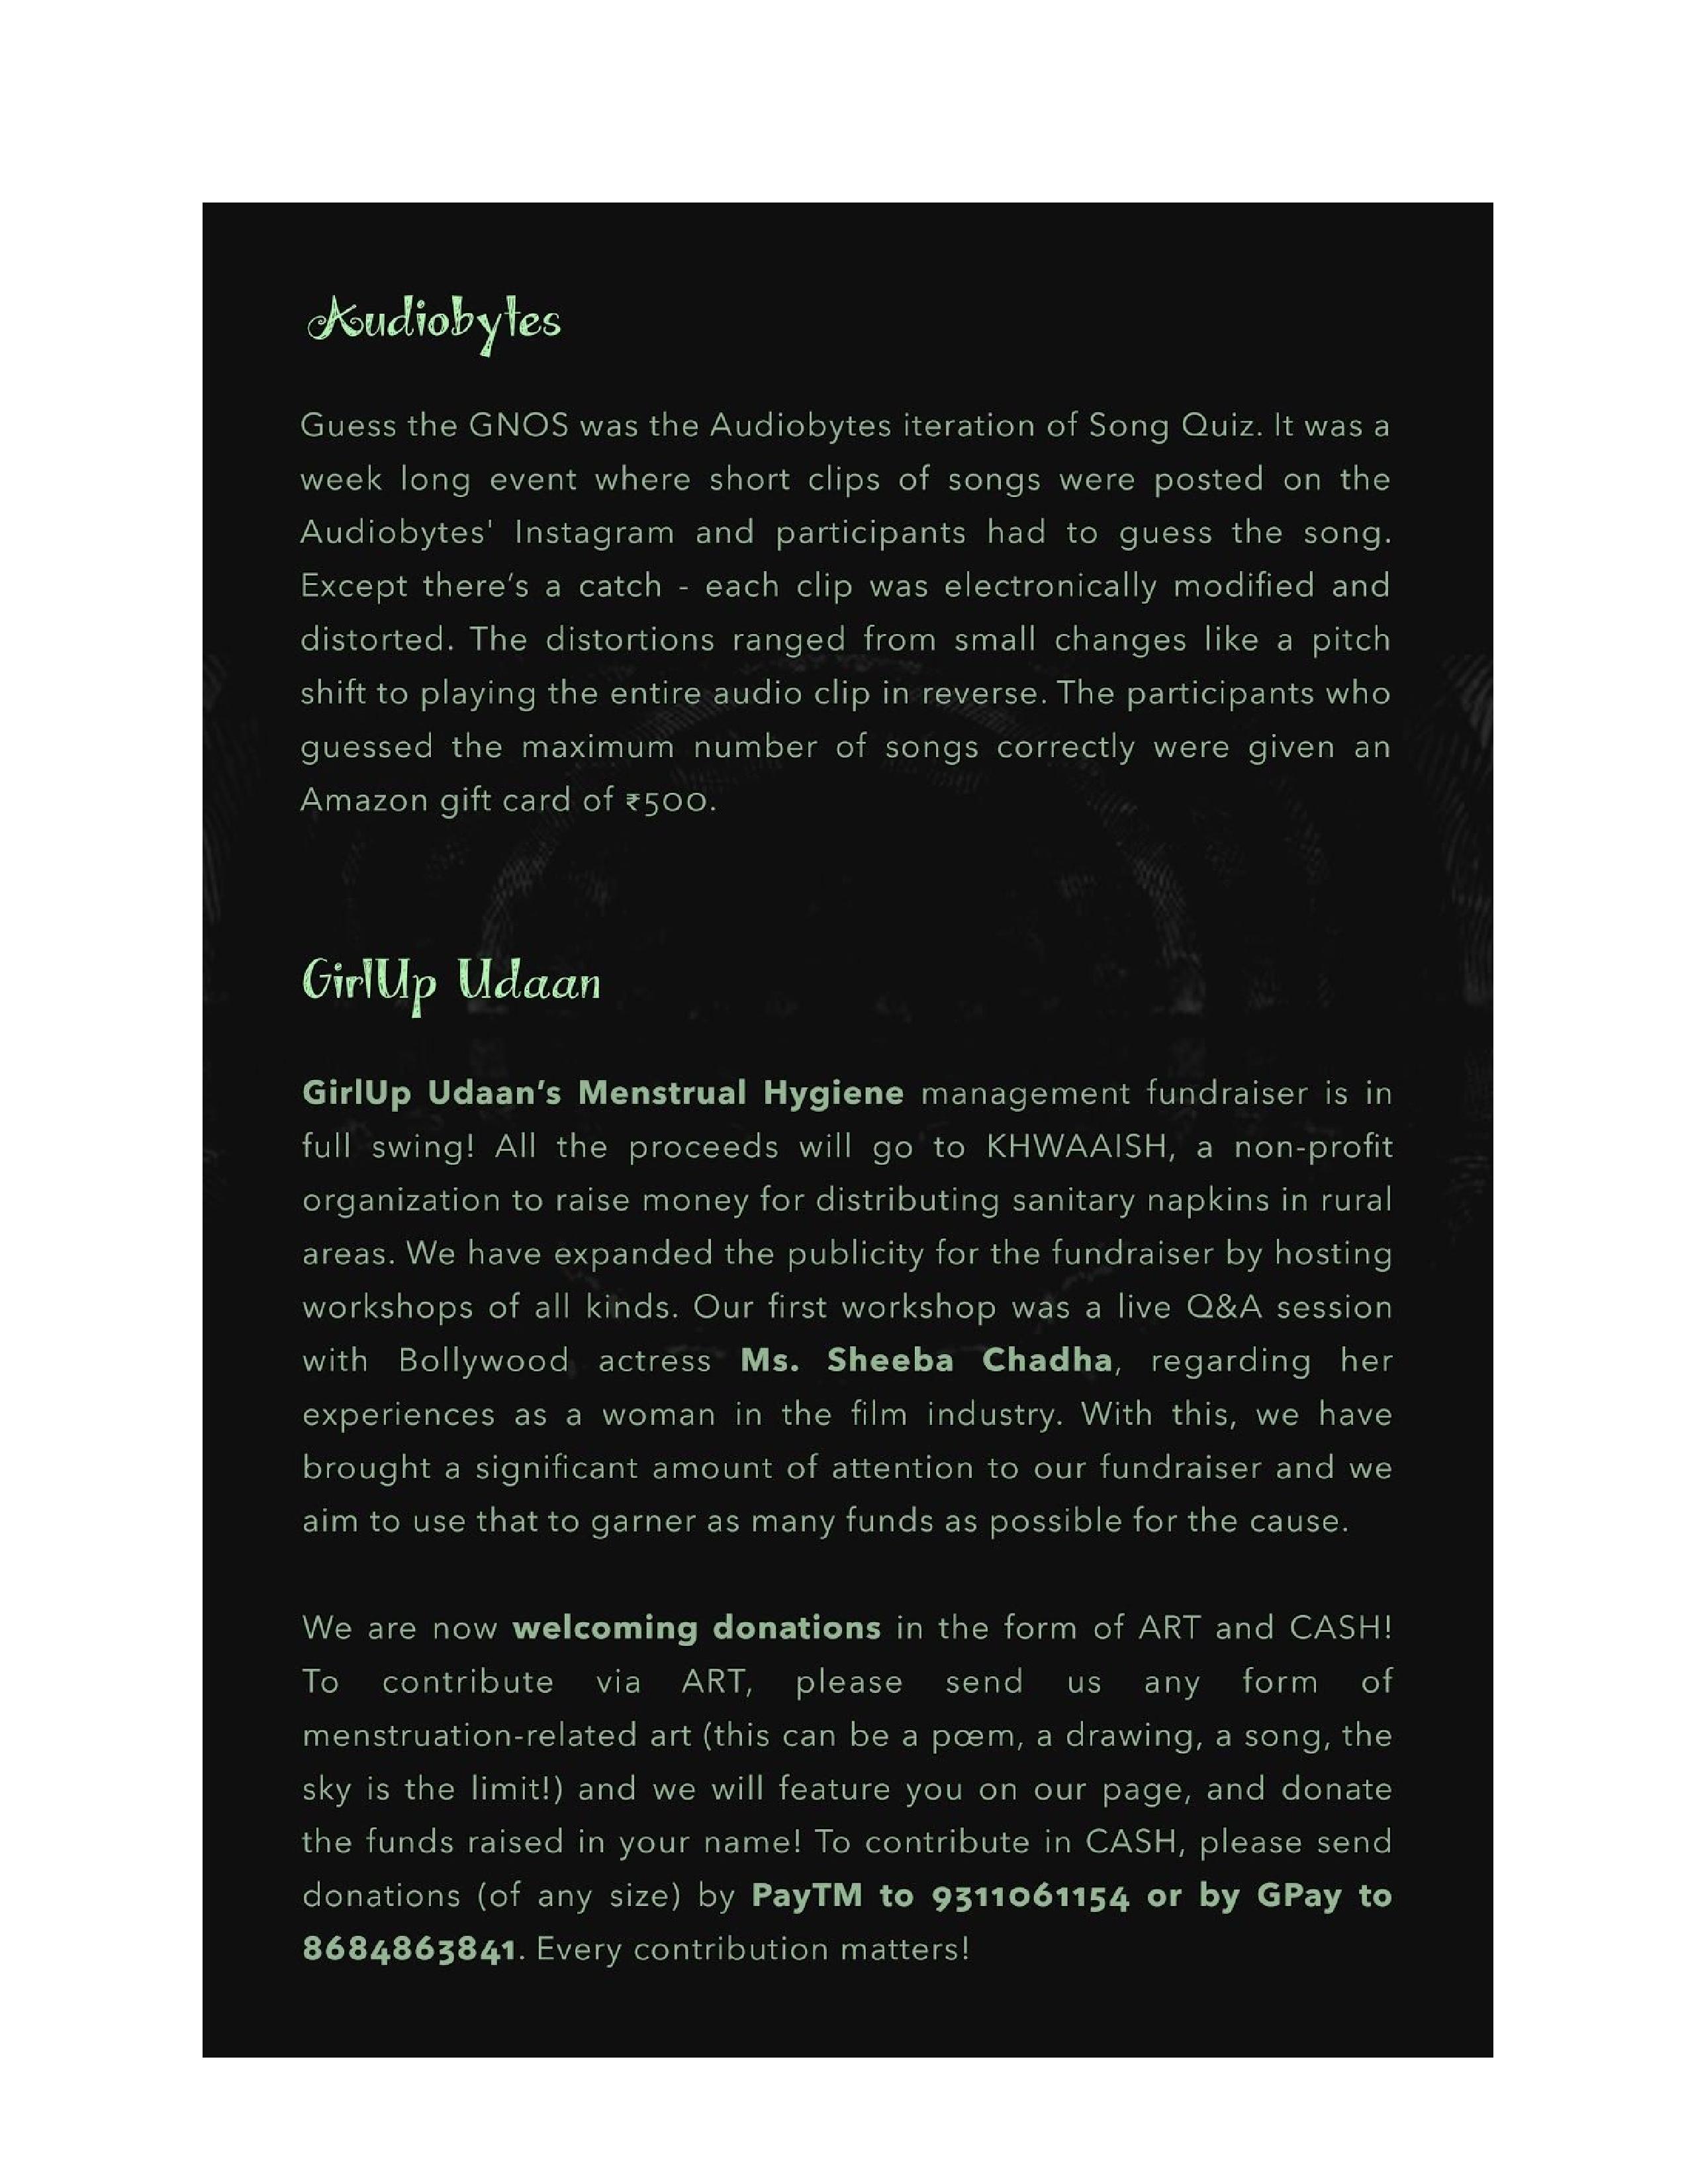 Audiobytes
Guess the GNOS was the Audiobytes iteration of Song Quiz. It was a
week long event where short clips of songs were posted on the
Audiobytes' Instagram and participants had to guess the song.
Except there’s a catch - each clip was electronically modified and
distorted. The distortions ranged from small changes like a pitch
shift to playing the entire audio clip in reverse. The participants who
guessed the maximum number of songs correctly were given an
Amazon gift card of ₹500.
GirlUp Udaan
GirlUp Udaan’s Menstrual Hygiene management fundraiser is in
full swing! All the proceeds will go to KHWAAISH, a non-profit
organization to raise money for distributing sanitary napkins in rural
areas. We have expanded the publicity for the fundraiser by hosting
workshops of all kinds. Our first workshop was a live Q&A session
with Bollywood actress Ms. Sheeba Chadha, regarding her
experiences as a woman in the film industry. With this, we have
brought a significant amount of attention to our fundraiser and we
aim to use that to garner as many funds as possible for the cause.
We are now welcoming donations in the form of ART and CASH!
To contribute via ART, please send us any form of
menstruation-related art (this can be a pœm, a drawing, a song, the
sky is the limit!) and we will feature you on our page, and donate
the funds raised in your name! To contribute in CASH, please send
donations (of any size) by PayTM to 9311061154 or by GPay to
8684863841. Every contribution matters!